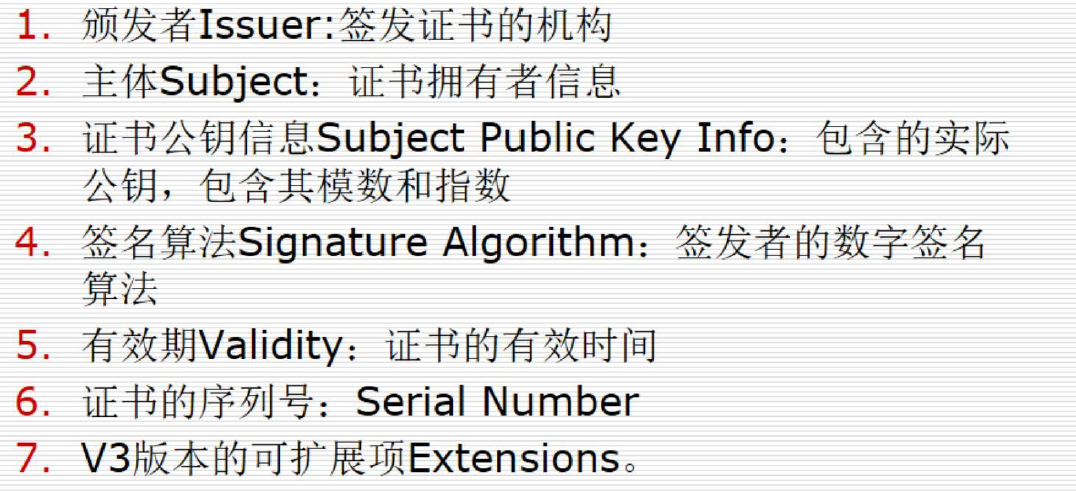 1. 颁发者Issuer:签发证书的机构
2. 主体Subject：证书拥有者信息
3. 证书公钥信息Subject Public Key Info：包含的实际
公钥，包含其模数和指数
4. 签名算法Signature Algorithm：签发者的数字签名
算法
5. 有效期Validity：证书的有效时间
6. 证书的序列号：Serial Number
7. V3版本的可扩展项Extensions。